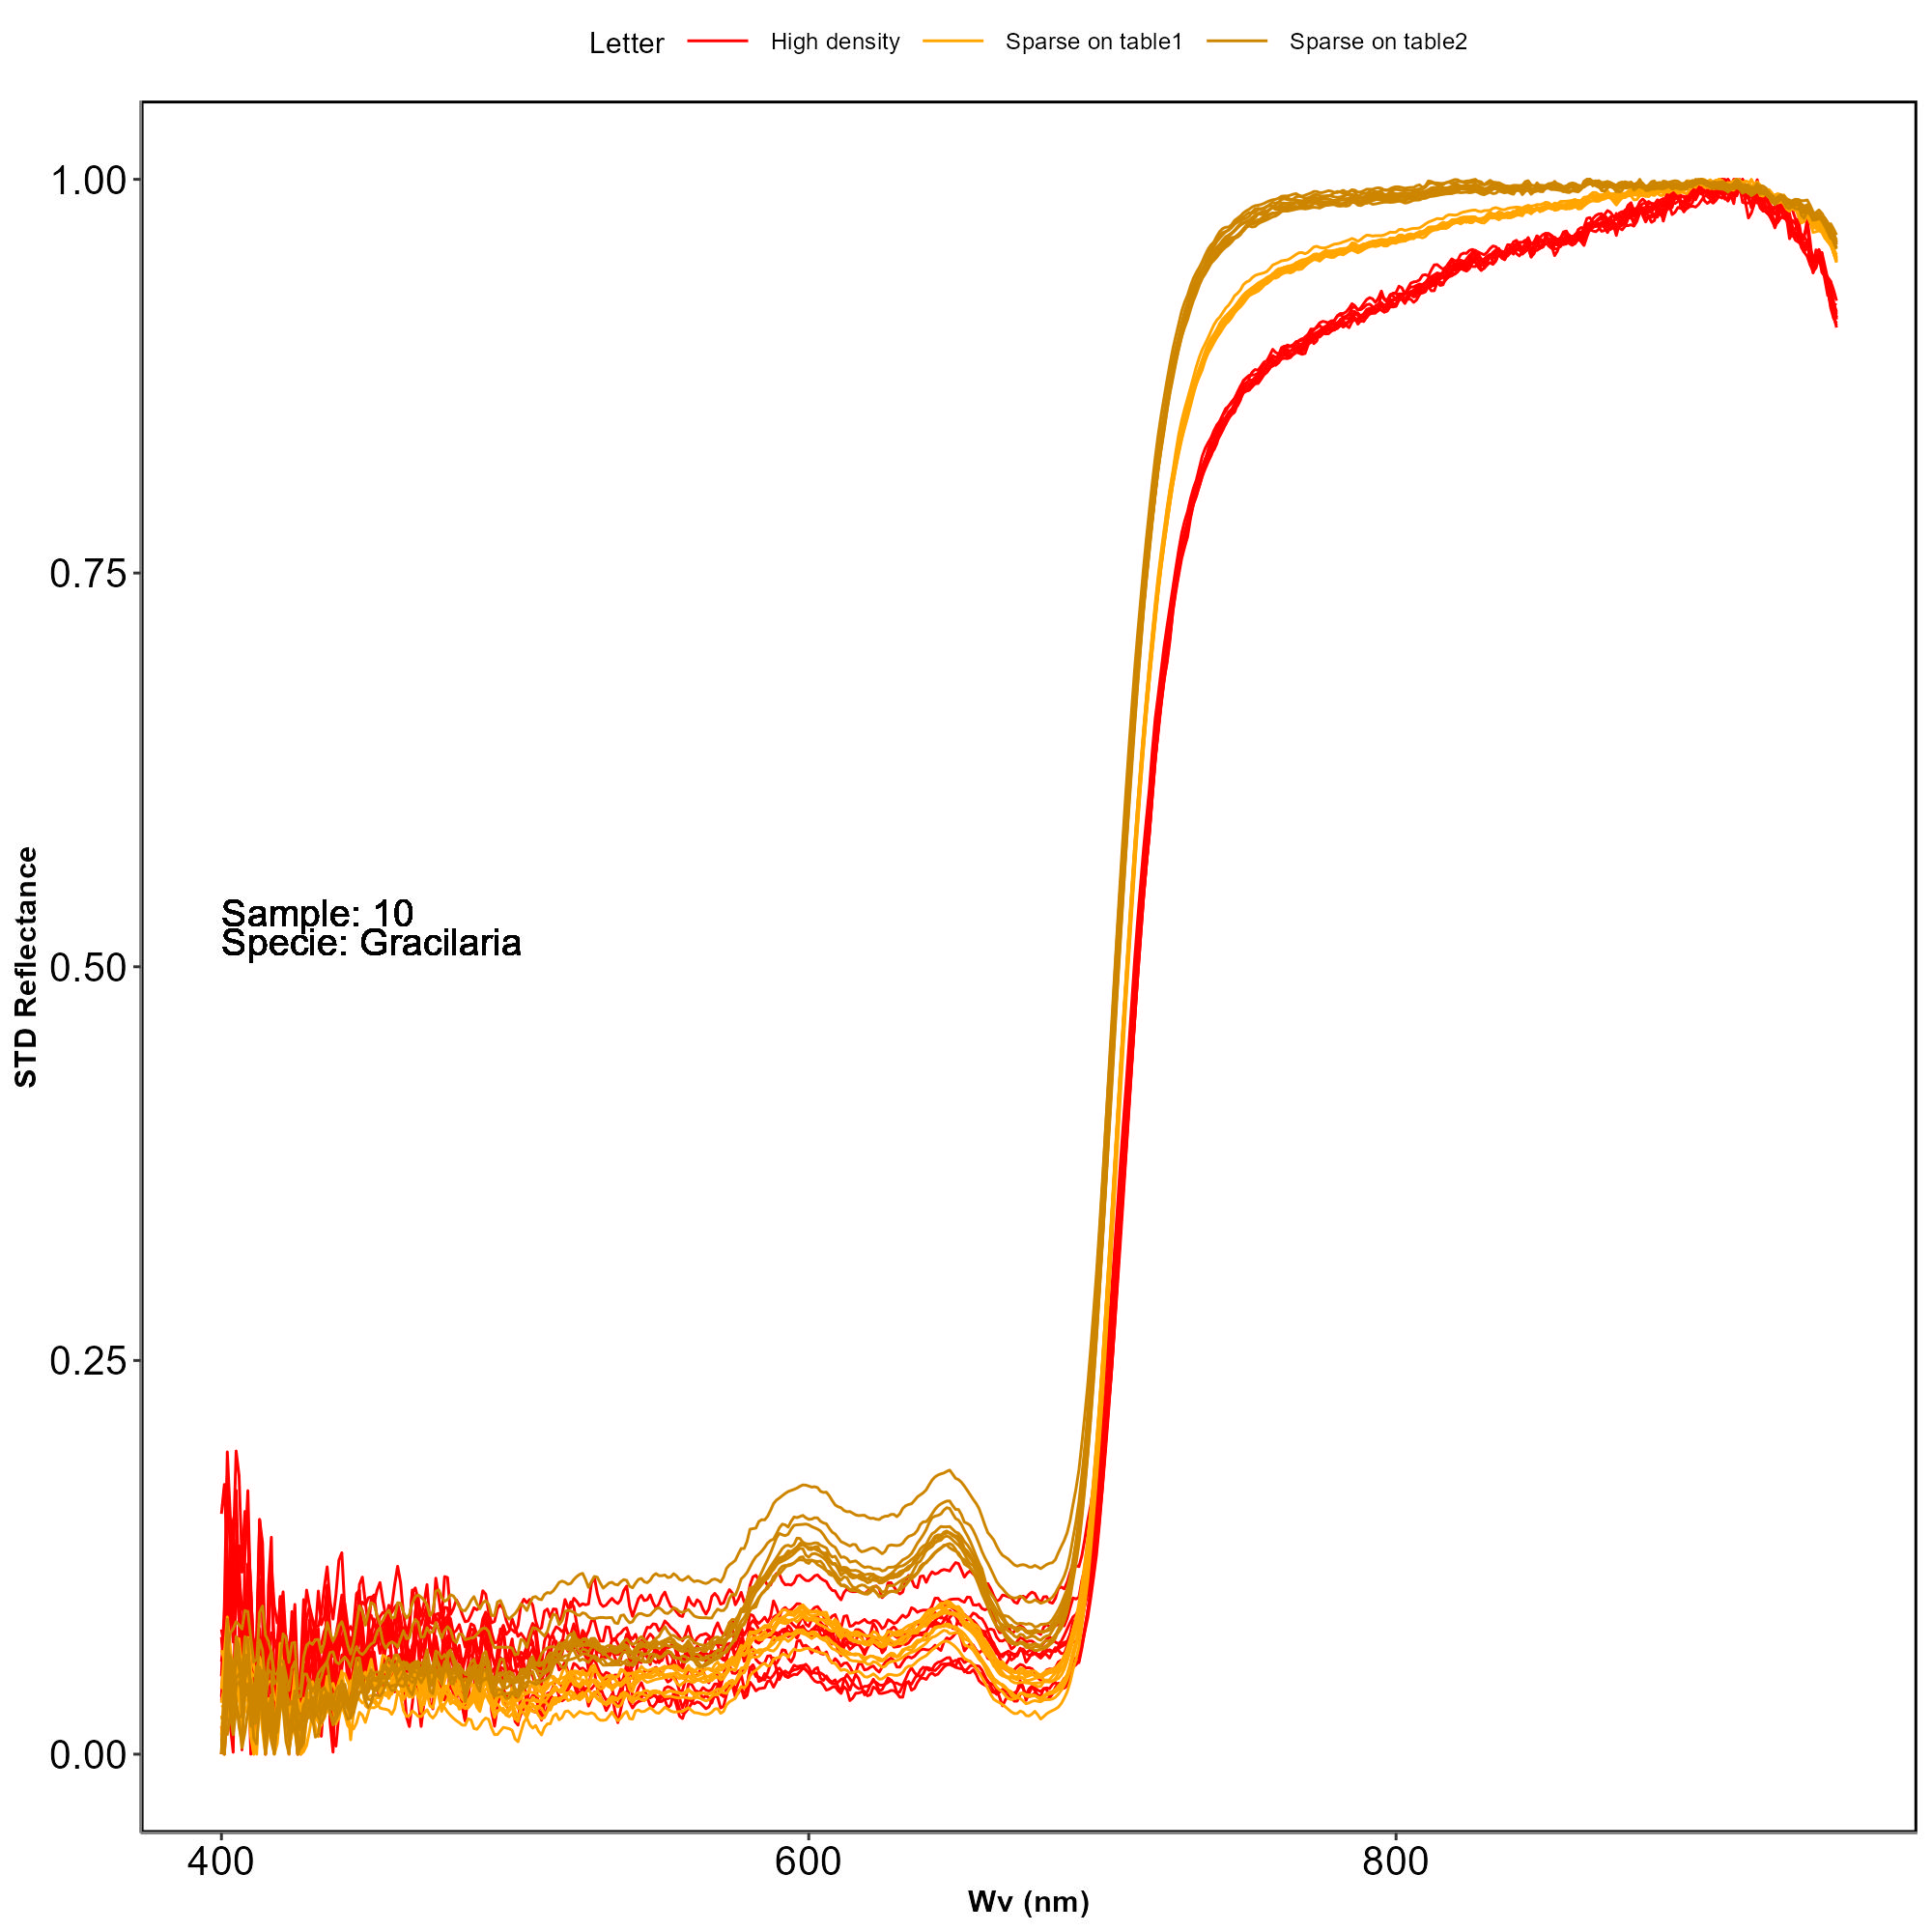 Letter High density Sparse on table1 Sparse on table2
1.00
0.75
0.50
0.25
0.00
STD Reflectance
Sample: 10
Specie: Gracilaria
400 600 800
Wv (nm)